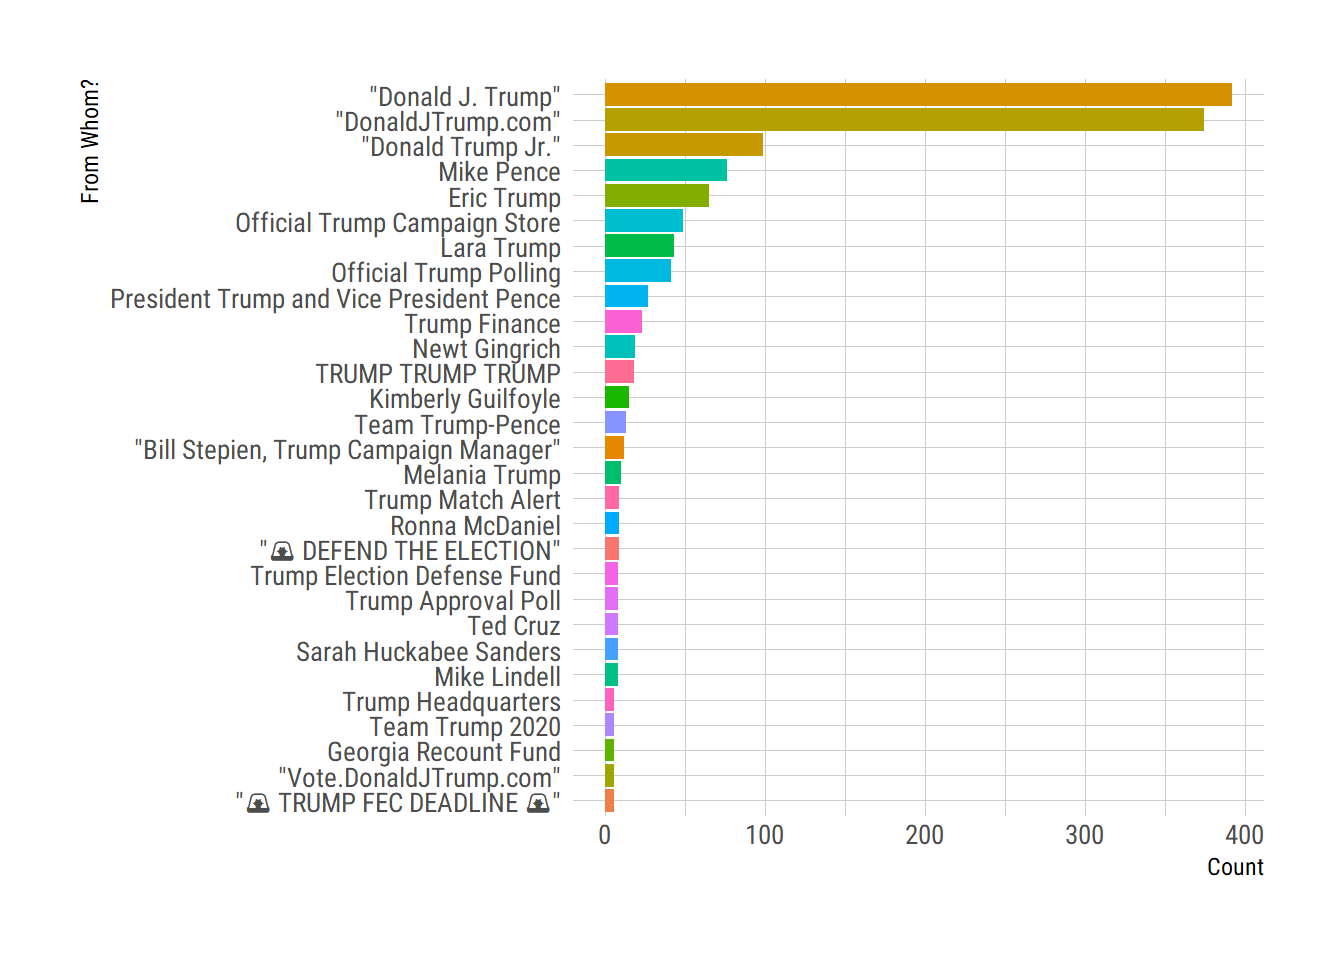 From Whom?
"Donald J. Trump"
"DonaldJTrump.com"
"Donald Trump Jr."
Mike Pence
Eric Trump
Official Trump Campaign Store
Lara Trump
Official Trump Polling
President Trump and Vice President Pence
Trump Finance
Newt Gingrich
TRUMP TRUMP TRUMP
Kimberly Guilfoyle
Team Trump-Pence
"Bill Stepien, Trump Campaign Manager"
Melania Trump
Trump Match Alert
Ronna McDaniel
"🚨 DEFEND THE ELECTION"
Trump Election Defense Fund
Trump Approval Poll
Ted Cruz
Sarah Huckabee Sanders
Mike Lindell
Trump Headquarters
Team Trump 2020
Georgia Recount Fund
"Vote.DonaldJTrump.com"
"🚨 TRUMP FEC DEADLINE 🚨"
0 100 200 300 400
Count